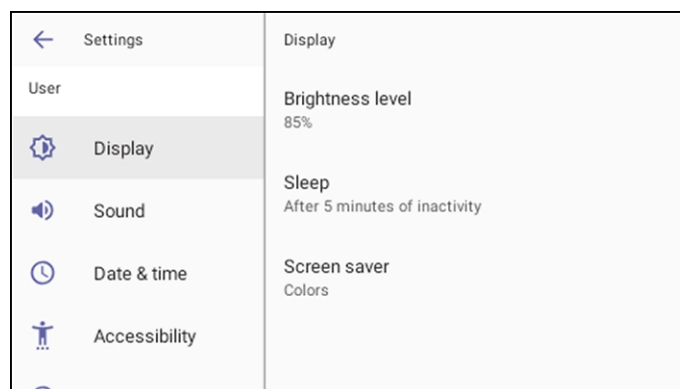 Settings
User
Display
Sound
Date & time
Accessibility
Display
Brightness level
85%
Sleep
After 5 minutes of inactivity
Screen saver
Colors